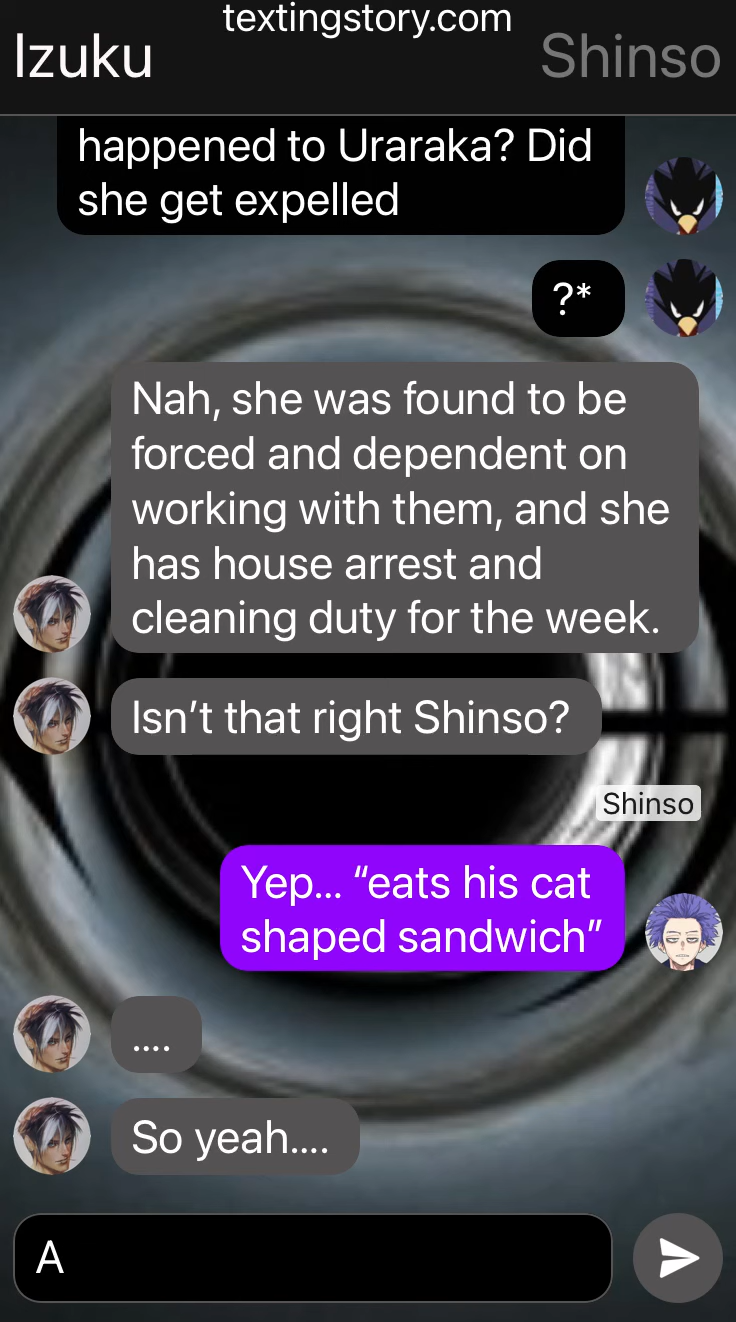 textingstory.com
Izuku
Shinso
happened to Uraraka? Did
she get expelled
?*
Nah, she was found to be
forced and dependent on
working with them, and she
has house arrest and
cleaning duty for the week.
Isn’t that right Shinso?
Shinso
Yep... “eats his cat
shaped sandwich”
....
So yeah....
A